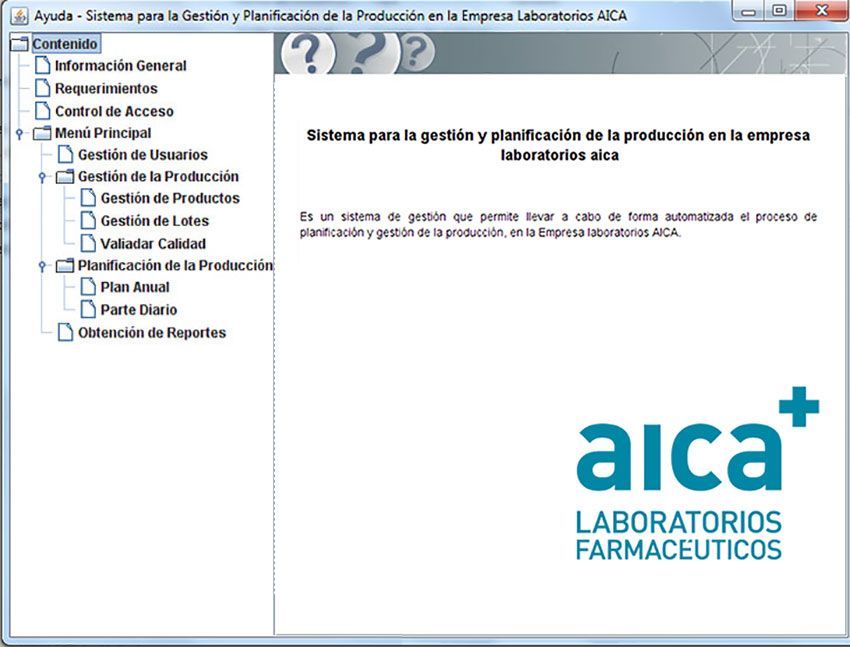 Ayuda - Sistema para la Gestión y Planificación de la Producción en la Empresa Laboratorios AICA
Contenido
Información General
Requerimientos
Control de Acceso
Menú Principal
Gestión de Usuarios
Gestión de la Producción
Gestión de Productos
Gestión de Lotes
Valiadar Calidad
Planificación de la Producción
Plan Anual
Parte Diario
Obtención de Reportes
? ? ?
Sistema para la gestión y planificación de la producción en la empresa
laboratorios aica
Es un sistema de gestión que permite llevar a cabo de forma automatizada el proceso de
planificación y gestión de la producción, en la Empresa laboratorios AICA.
aica+
LABORATORIOS
FARMACÉUTICOS